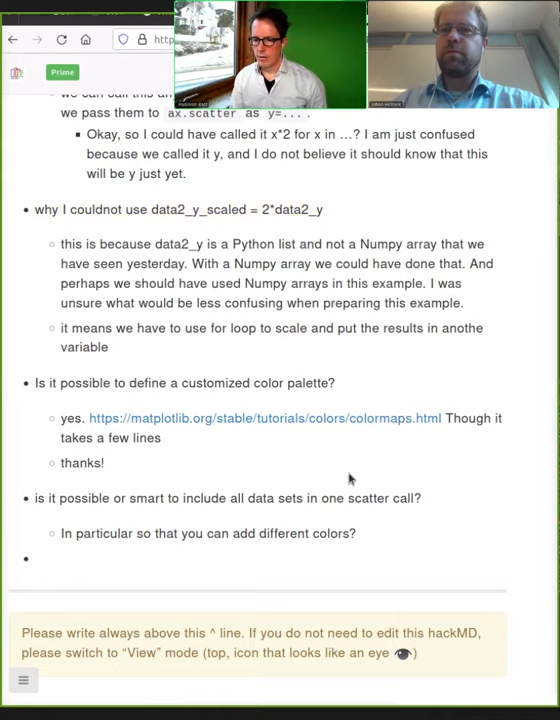 http
Prime
we can call this an
we pass them to ax.scatter as y=... .
Okay, so I could have called it x*2 for x in …? I am just confused
because we called it y, and I do not believe it should know that this
will be y just yet.
why I couldnot use data2_y_scaled = 2*data2_y
this is because data2_y is a Python list and not a Numpy array that we
have seen yesterday. With a Numpy array we could have done that. And
perhaps we should have used Numpy arrays in this example. I was
unsure what would be less confusing when preparing this example.
it means we have to use for loop to scale and put the results in anothe
variable
Is it possible to define a customized color palette?
yes. https://matplotlib.org/stable/tutorials/colors/colormaps.html Though it
takes a few lines
thanks!
is it possible or smart to include all data sets in one scatter call?
In particular so that you can add different colors?
Please write always above this ^ line. If you do not need to edit this hackMD,
please switch to “View” mode (top, icon that looks like an eye 👁)